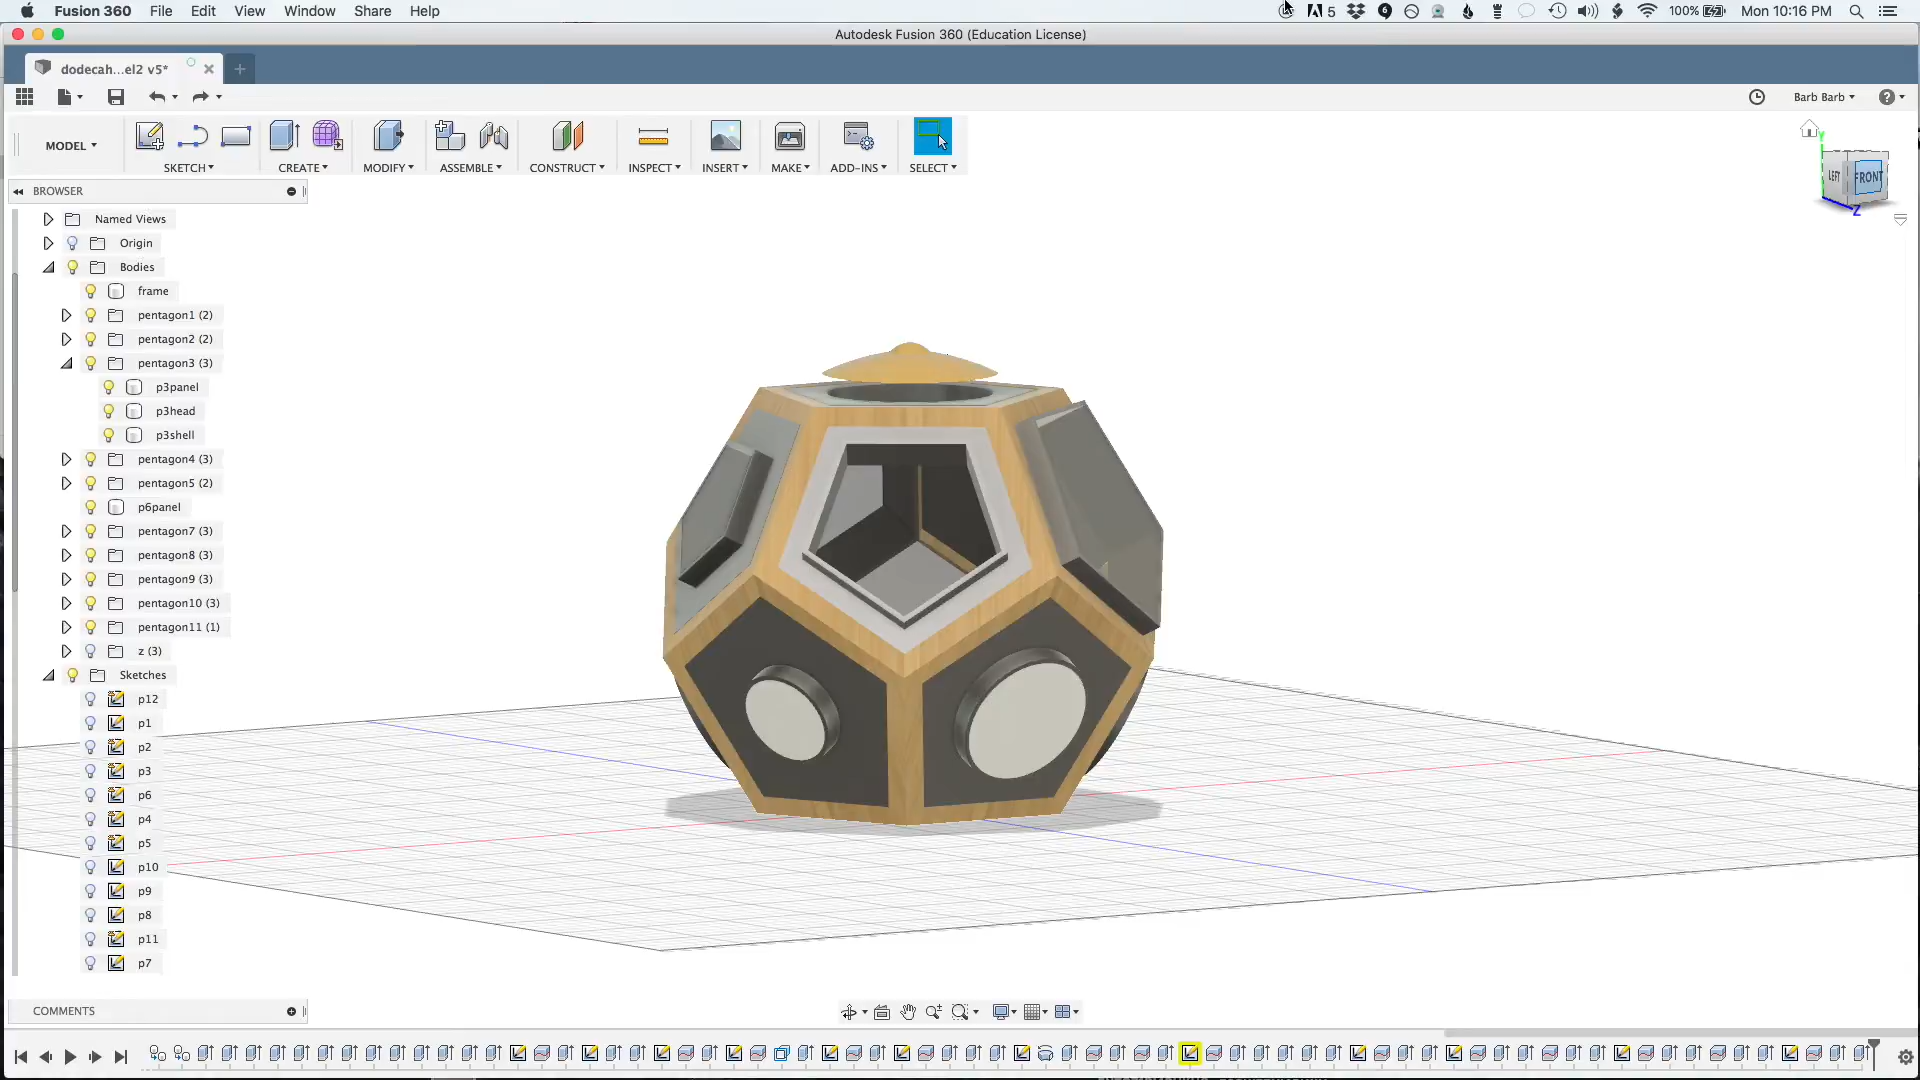 Fusion 360 File Edit View Window Share Help 5 100% Mon 10:16 PM
Autodesk Fusion 360 (Education License)
dodecah...el2 v5*
Barb Barb
MODEL
SKETCH CREATE MODIFY ASSEMBLE CONSTRUCT INSPECT INSERT MAKE ADD-INS SELECT
BROWSER
Named Views
Origin
Bodies
frame
pentagon1 (2)
pentagon2 (2)
pentagon3 (3)
p3panel
p3head
p3shell
pentagon4 (3)
pentagon5 (2)
p6panel
pentagon7 (3)
pentagon8 (3)
pentagon9 (3)
pentagon10 (3)
pentagon11 (1)
z (3)
Sketches
p12
p1
p2
p3
p6
p4
p5
p10
p9
p8
p11
p7
LEFT FRONT
Y
Z
COMMENTS